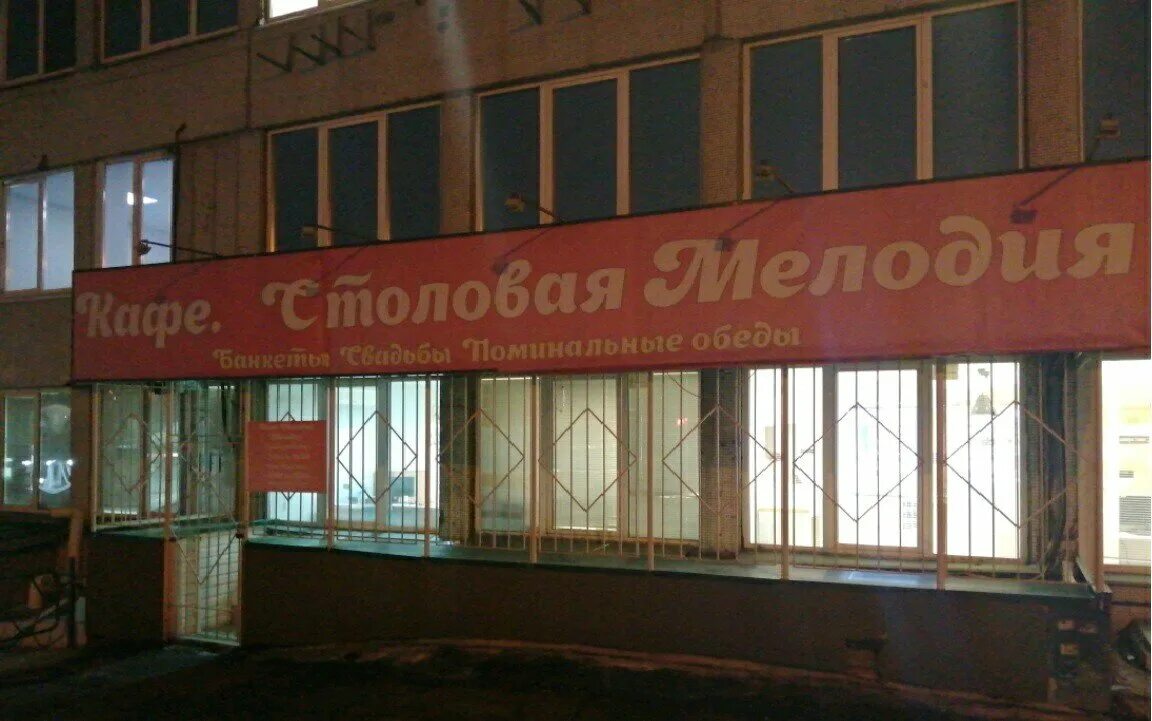 Кафе. Столовая Мелодия
Банкеты Свадьбы Поминальные обеды